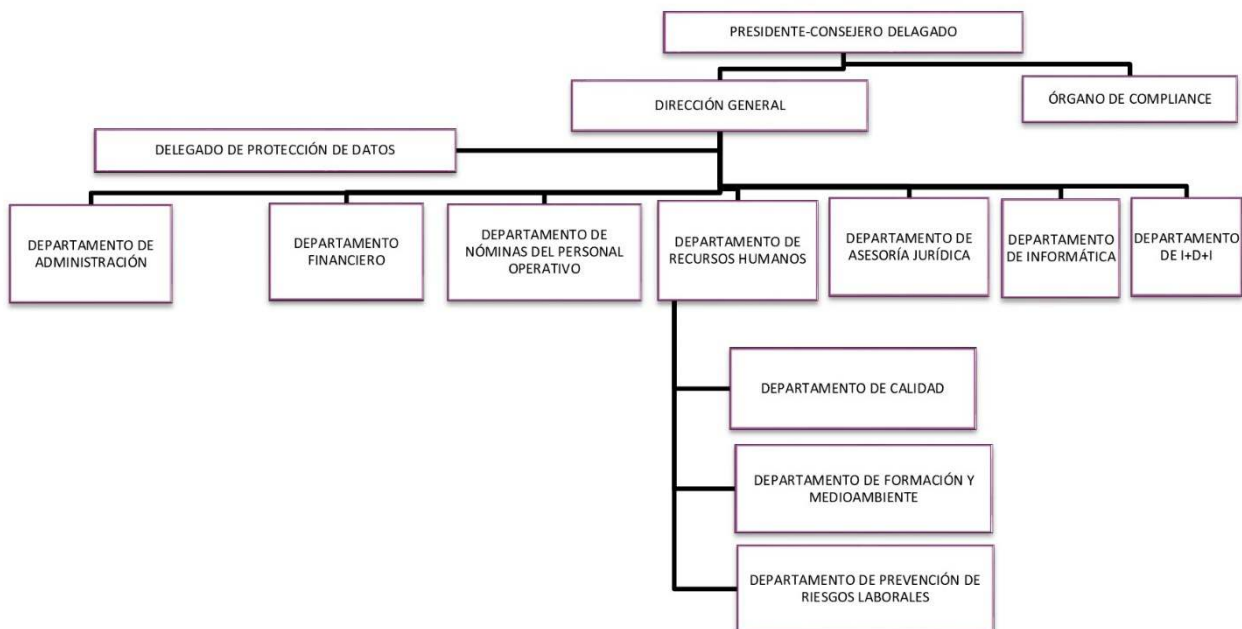 PRESIDENTE-CONSEJERO DELAGADO
DIRECCIÓN GENERAL
ÓRGANO DE COMPLIANCE
DELEGADO DE PROTECCIÓN DE DATOS
DEPARTAMENTO DE
ADMINISTRACIÓN
DEPARTAMENTO
FINANCIERO
DEPARTAMENTO DE
NÓMINAS DEL PERSONAL
OPERATIVO
DEPARTAMENTO DE
RECURSOS HUMANOS
DEPARTAMENTO DE
ASESORÍA JURÍDICA
DEPARTAMENTO
DE INFORMÁTICA
DEPARTAMENTO
DE I+D+I
DEPARTAMENTO DE CALIDAD
DEPARTAMENTO DE FORMACIÓN Y
MEDIOAMBIENTE
DEPARTAMENTO DE PREVENCIÓN DE
RIESGOS LABORALES